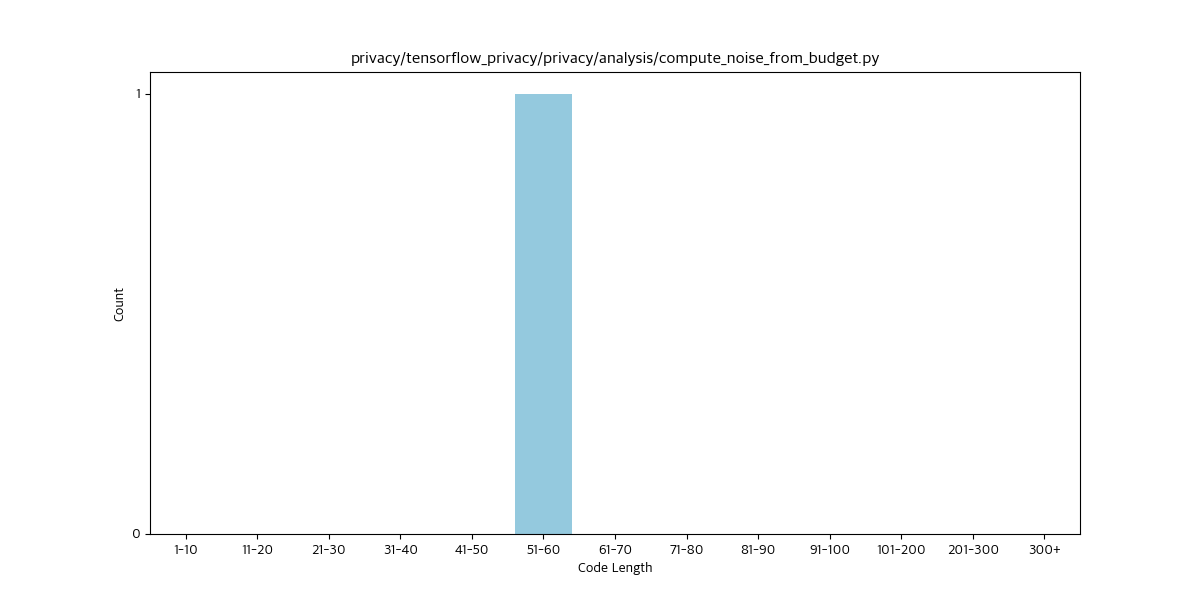 privacy/tensorflow_privacy/privacy/analysis/compute_noise_from_budget.py
Count
1
0
1-10 11-20 21-30 31-40 41-50 51-60 61-70 71-80 81-90 91-100 101-200 201-300 300+
Code Length